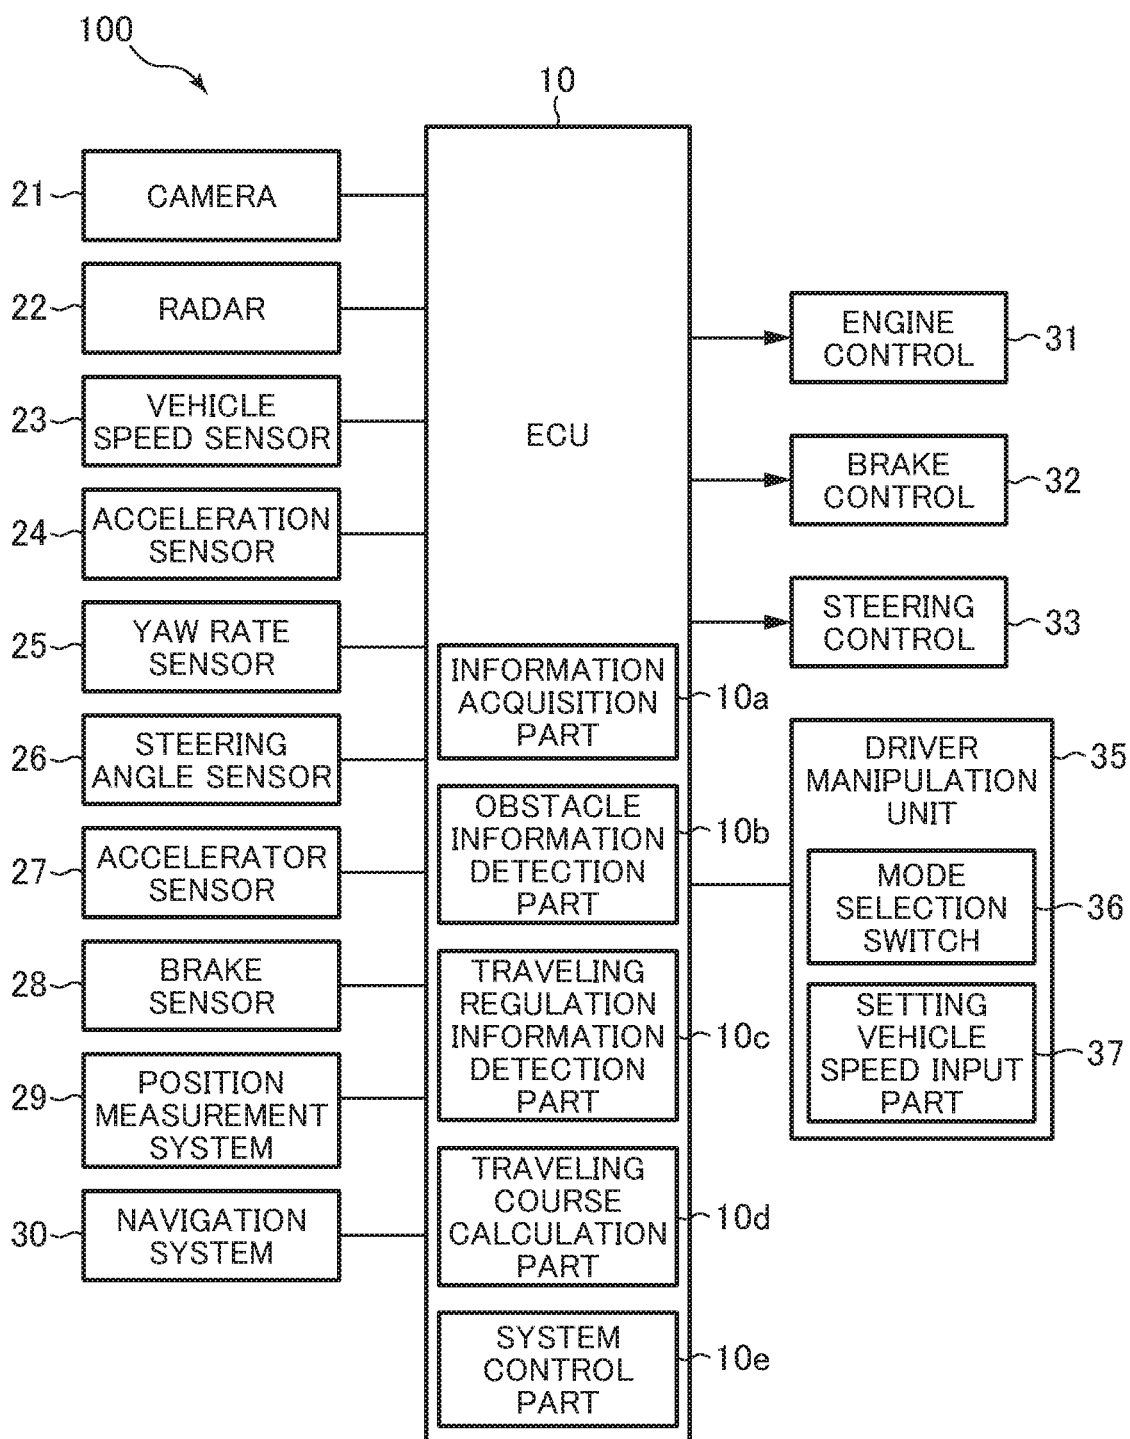 100
10
21
CAMERA
22
RADAR
23
VEHICLE
SPEED SENSOR
24
ACCELERATION
SENSOR
25
YAW RATE
SENSOR
26
STEERING
ANGLE SENSOR
27
ACCELERATOR
SENSOR
28
BRAKE
SENSOR
29
POSITION
MEASUREMENT
SYSTEM
30
NAVIGATION
SYSTEM
ECU
INFORMATION
ACQUISITION
PART
10a
OBSTACLE
INFORMATION
DETECTION
PART
10b
TRAVELING
REGULATION
INFORMATION
DETECTION
PART
10c
TRAVELING
COURSE
CALCULATION
PART
10d
SYSTEM
CONTROL
PART
10e
ENGINE
CONTROL
31
BRAKE
CONTROL
32
STEERING
CONTROL
33
DRIVER
MANIPULATION
UNIT
35
MODE
SELECTION
SWITCH
36
SETTING
VEHICLE
SPEED INPUT
PART
37